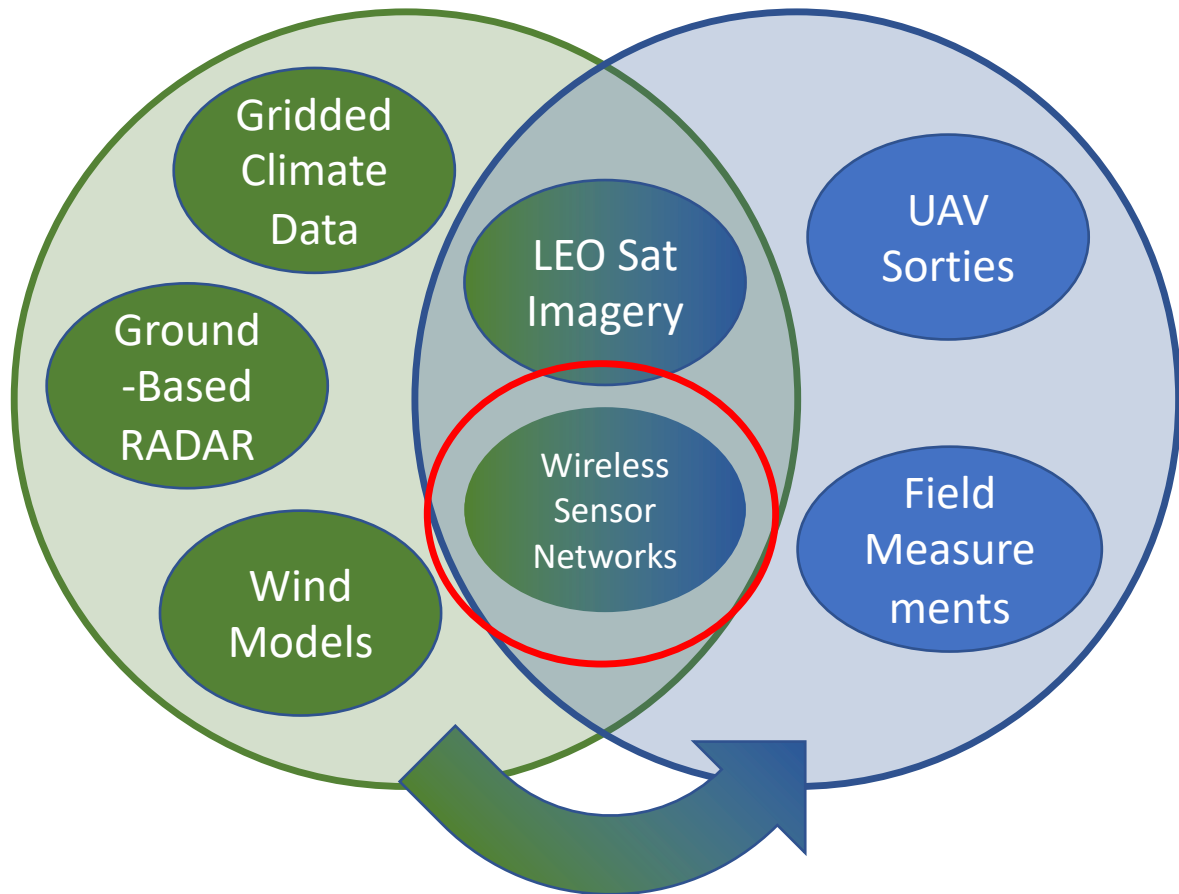 Gridded
Climate
Data
Ground
-Based
RADAR
Wind
Models
LEO Sat
Imagery
Wireless
Sensor
Networks
UAV
Sorties
Field
Measure
ments